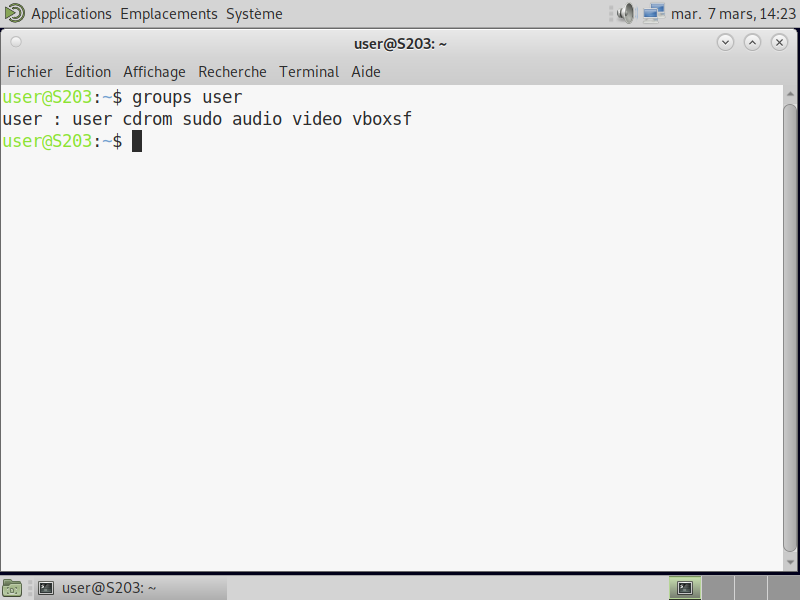 Applications Emplacements Système mar. 7 mars, 14:23
user@S203: ~
Fichier Édition Affichage Recherche Terminal Aide
user@S203:~$ groups user
user : user cdrom sudo audio video vboxsf
user@S203:~$
user@S203: ~